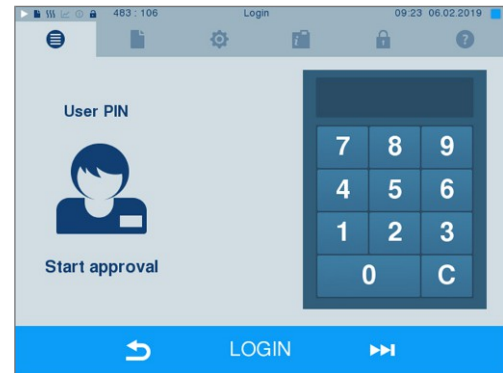 483 : 106 Login 09:23 06.02.2019
User PIN
7 8 9
4 5 6
1 2 3
0 C
Start approval
LOGIN